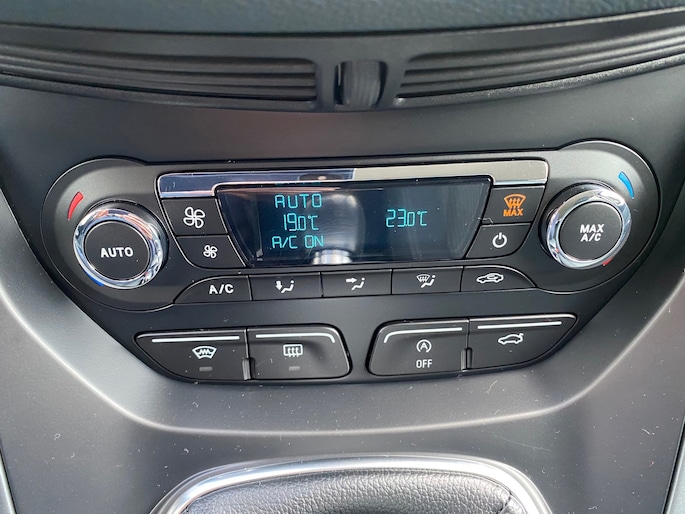 AUTO
19.0°C
23.0°C
A/C ON
MAX
AUTO
MAX
A/C
A/C
A
OFF